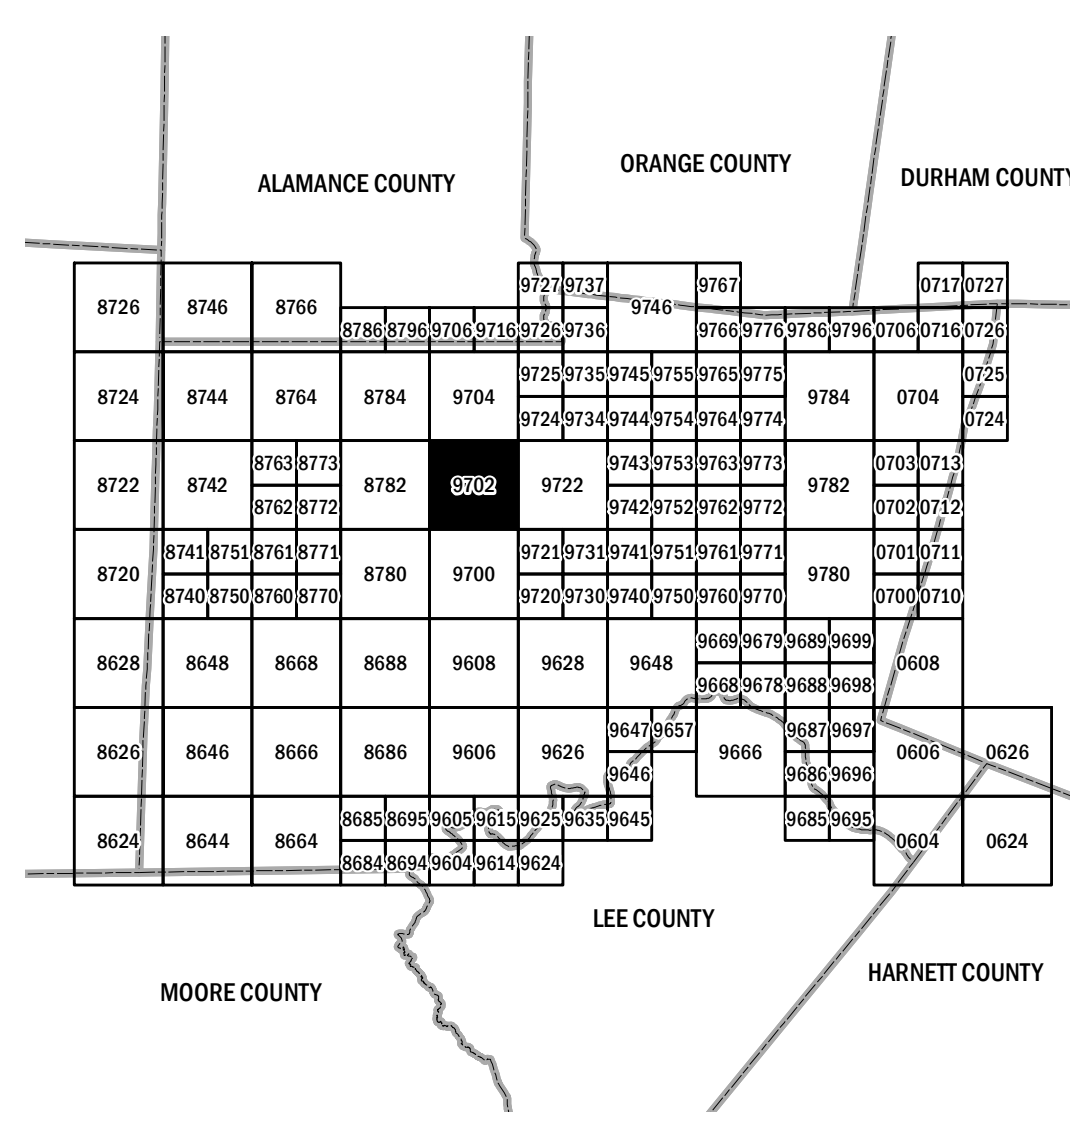 ORANGE COUNTY
DURHAM COUNTY
ALAMANCE COUNTY
9727 9737 9767 0717 0727
8726 8746 8766 9746
8786 8796 9706 9716 9726 9736 9766 9776 9786 9796 0706 0716 0726
9725 9735 9745 9755 9765 9775 0725
8724 8744 8764 8784 9704 9784 0704
9724 9734 9744 9754 9764 9774 0724
8763 8773 9743 9753 9763 9773 0703 0713
8722 8742 8782 9702 9722 9782
8762 8772 9742 9752 9762 9772 0702 0712
8741 8751 8761 8771 9721 9731 9741 9751 9761 9771 0701 0711
8720 8780 9700 9780
8740 8750 8760 8770 9720 9730 9740 9750 9760 9770 0700 0710
9669 9679 9689 9699
8628 8648 8668 8688 9608 9628 9648 0608
9668 9678 9688 9698
9647 9657 9687 9697
8626 8646 8666 8686 9606 9626 9666 0606 0626
9646 9686 9696
8685 8695 9605 9615 9625 9635 9645 9685 9695
8624 8644 8664 0604 0624
8684 8694 9604 9614 9624
LEE COUNTY
HARNETT COUNTY
MOORE COUNTY